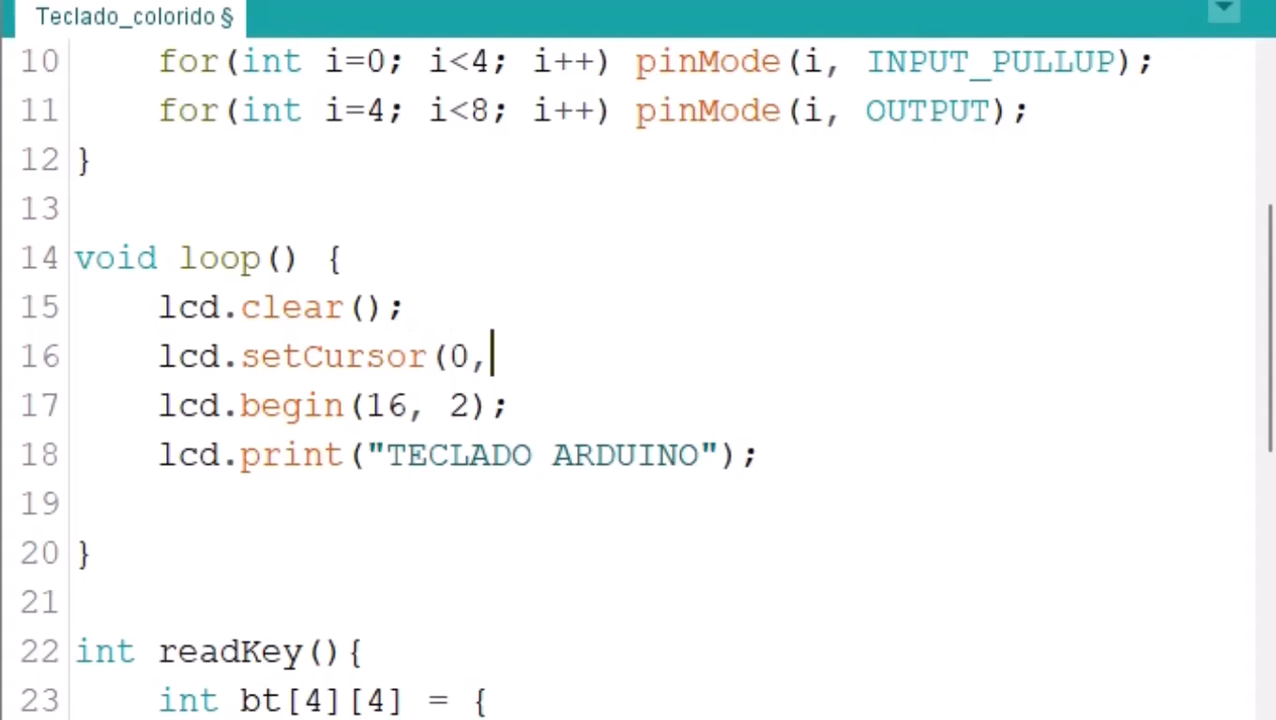 Teclado_colorido §
10 for(int i=0; i<4; i++) pinMode(i, INPUT_PULLUP);
11 for(int i=4; i<8; i++) pinMode(i, OUTPUT);
12 }
13
14 void loop() {
15 lcd.clear();
16 lcd.setCursor(0,
17 lcd.begin(16, 2);
18 lcd.print("TECLADO ARDUINO");
19
20 }
21
22 int readKey(){
23 int bt[4][4] = {